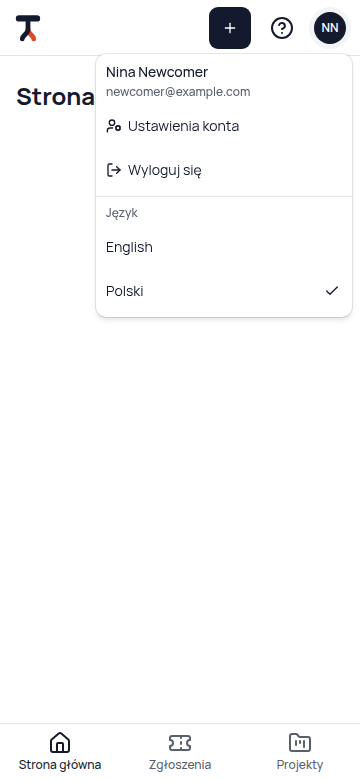 NN
Strona
Nina Newcomer
newcomer@example.com
Ustawienia konta
Wyloguj się
Język
English
Polski
Strona główna
Zgłoszenia
Projekty